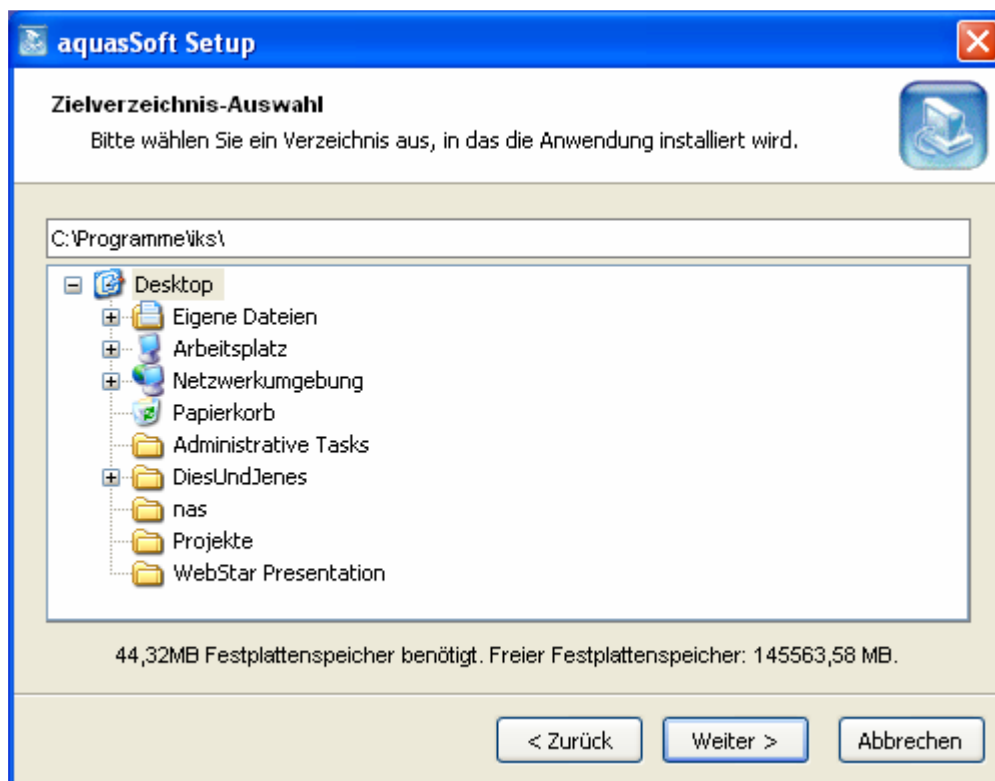 aquasSoft Setup
Zielverzeichnis-Auswahl
Bitte wählen Sie ein Verzeichnis aus, in das die Anwendung installiert wird.
C:\Programme\iks\
Desktop
Eigene Dateien
Arbeitsplatz
Netzwerkumgebung
Papierkorb
Administrative Tasks
DiesUndJenes
nas
Projekte
WebStar Presentation
44,32MB Festplattenspeicher benötigt. Freier Festplattenspeicher: 145563,58 MB.
< Zurück Weiter > Abbrechen